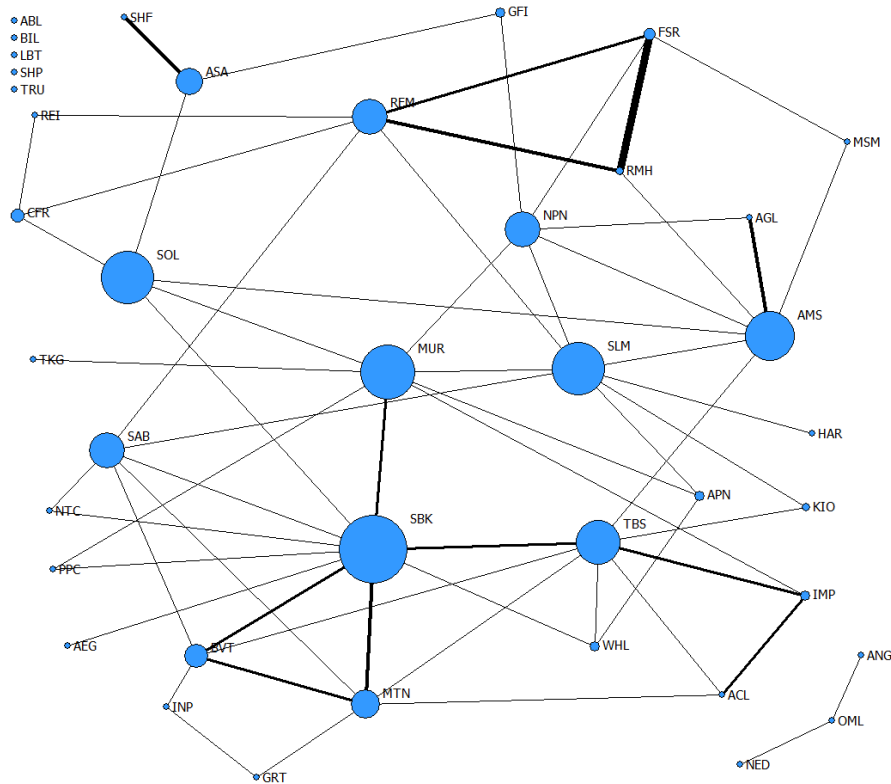 ABL
BIL
LBT
SHP
TRU
SHF
GFI
FSR
ASA
REM
REI
MSM
RMH
CFR
NPN
AGL
SOL
AMS
TKG
MUR
SLM
SAB
HAR
NTC
SBK
TBS
APN
KIO
PPC
IMP
AEG
BVT
WHL
ANG
INP
MTN
ACL
OML
GRT
NED